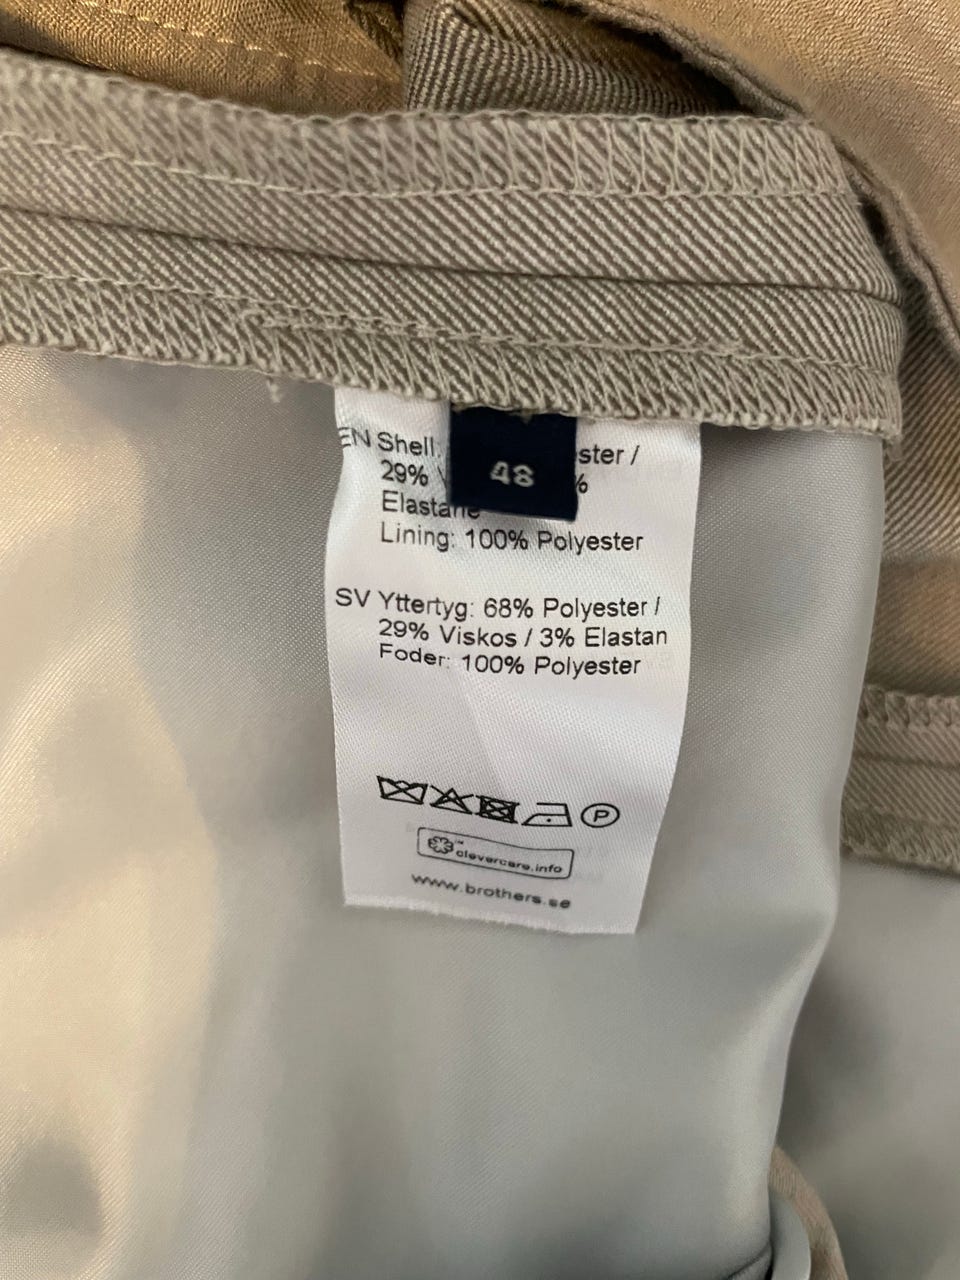 EN Shell: ster /
29% %
Elastane
48
Lining: 100% Polyester
SV Yttertyg: 68% Polyester /
29% Viskos / 3% Elastan
Foder: 100% Polyester
P
clevercare.info
www.brothers.se